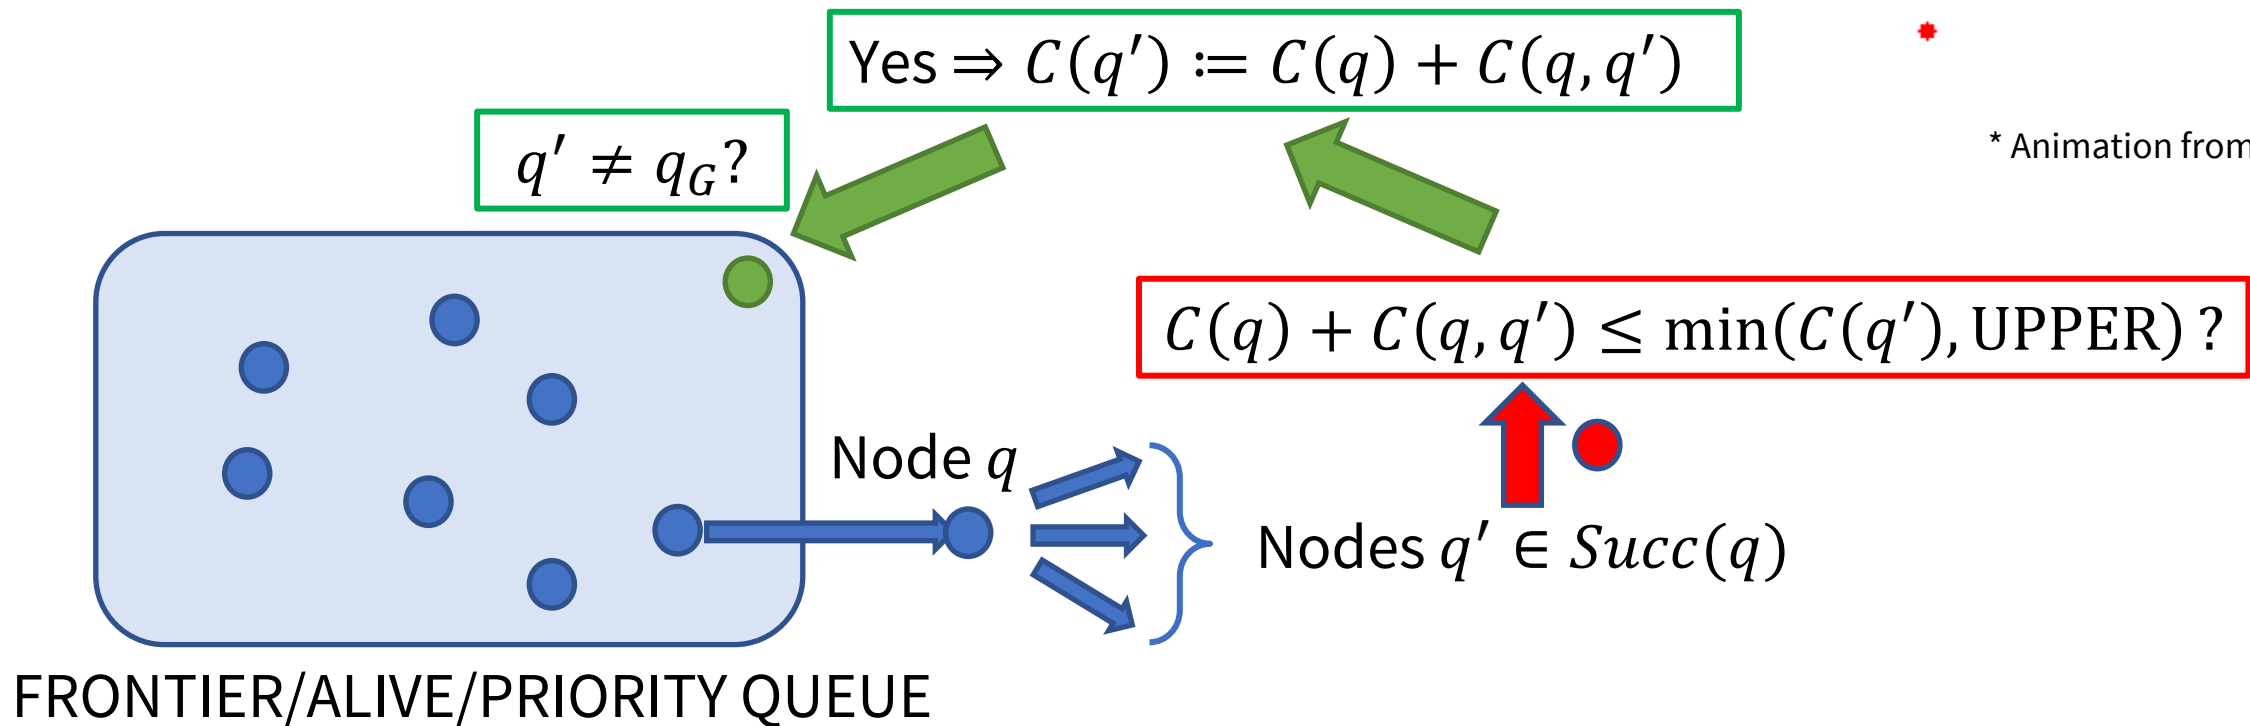 Yes ⇒ C(q′) ≔ C(q) + C(q, q′)
* Animation from
q′ ≠ q_G?
C(q) + C(q, q′) ≤ min(C(q′), UPPER) ?
Node q
Nodes q′ ∈ Succ(q)
FRONTIER/ALIVE/PRIORITY QUEUE